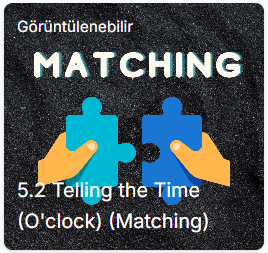 Görüntülenebilir
MATCHING
5.2 Telling the Time
(O'clock) (Matching)